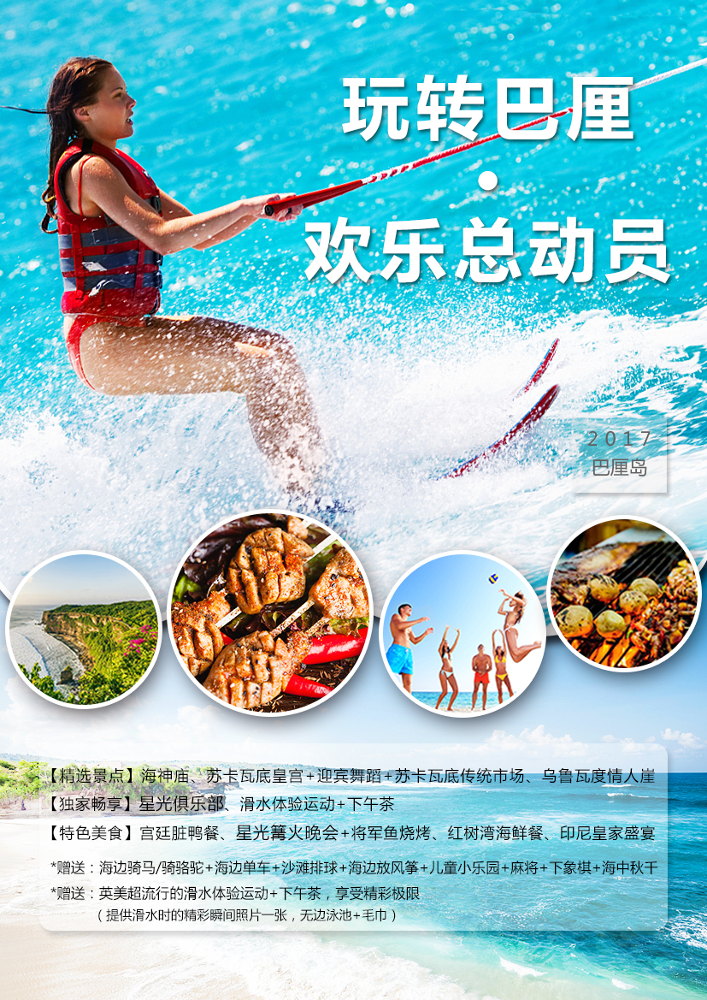 玩转巴厘
·
欢乐总动员
2017
巴厘岛
【精选景点】海神庙、苏卡瓦底皇宫+迎宾舞蹈+苏卡瓦底传统市场、乌鲁瓦度情人崖
【独家畅享】星光俱乐部、滑水体验运动+下午茶
【特色美食】宫廷脏鸭餐、星光篝火晚会+将军鱼烧烤、红树湾海鲜餐、印尼皇家盛宴
*赠送：海边骑马/骑骆驼+海边单车+沙滩排球+海边放风筝+儿童小乐园+麻将+下象棋+海中秋千
*赠送：英美超流行的滑水体验运动+下午茶，享受精彩极限
（提供滑水时的精彩瞬间照片一张，无边泳池+毛巾）